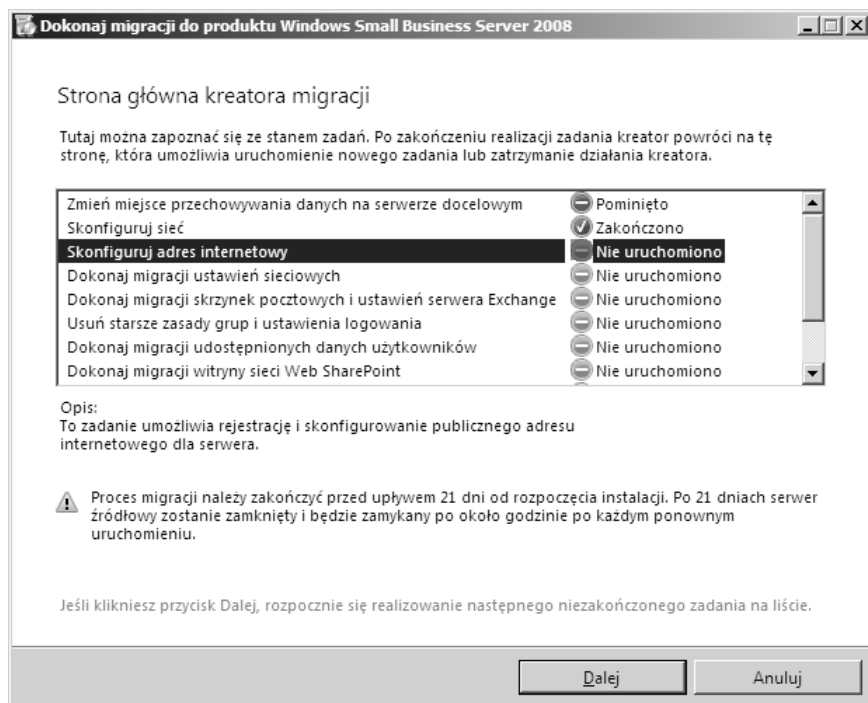 Dokonaj migracji do produktu Windows Small Business Server 2008
Strona główna kreatora migracji
Tutaj można zapoznać się ze stanem zadań. Po zakończeniu realizacji zadania kreator powróci na tę
stronę, która umożliwia uruchomienie nowego zadania lub zatrzymanie działania kreatora.
Zmień miejsce przechowywania danych na serwerze docelowym Pominięto
Skonfiguruj sieć Zakończono
Skonfiguruj adres internetowy Nie uruchomiono
Dokonaj migracji ustawień sieciowych Nie uruchomiono
Dokonaj migracji skrzynek pocztowych i ustawień serwera Exchange Nie uruchomiono
Usuń starsze zasady grup i ustawienia logowania Nie uruchomiono
Dokonaj migracji udostępnionych danych użytkowników Nie uruchomiono
Dokonaj migracji witryny sieci Web SharePoint Nie uruchomiono
Opis:
To zadanie umożliwia rejestrację i skonfigurowanie publicznego adresu
internetowego dla serwera.
Proces migracji należy zakończyć przed upływem 21 dni od rozpoczęcia instalacji. Po 21 dniach serwer
źródłowy zostanie zamknięty i będzie zamykany po około godzinie po każdym ponownym
uruchomieniu.
Jeśli klikniesz przycisk Dalej, rozpocznie się realizowanie następnego niezakończonego zadania na liście.
Dalej Anuluj